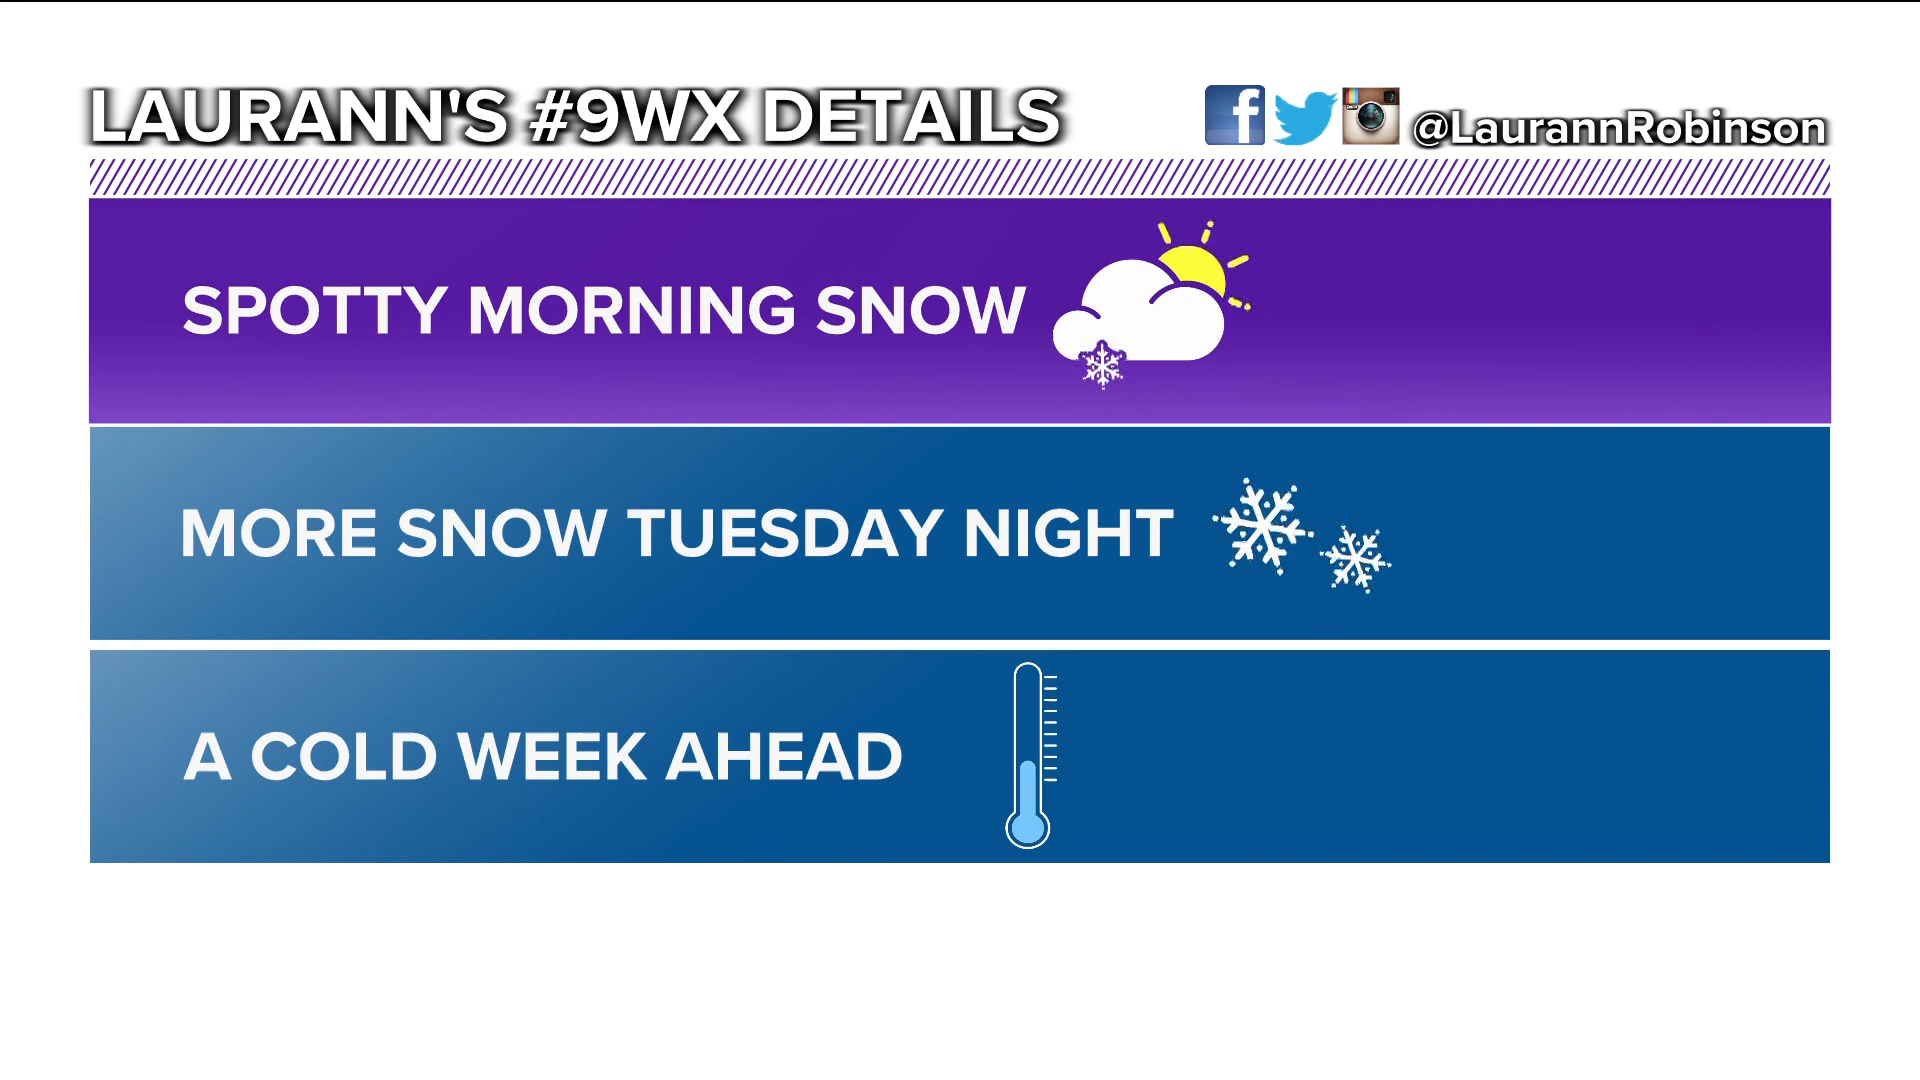 LAURANN'S #9WX DETAILS
@LaurannRobinson
SPOTTY MORNING SNOW
MORE SNOW TUESDAY NIGHT
A COLD WEEK AHEAD